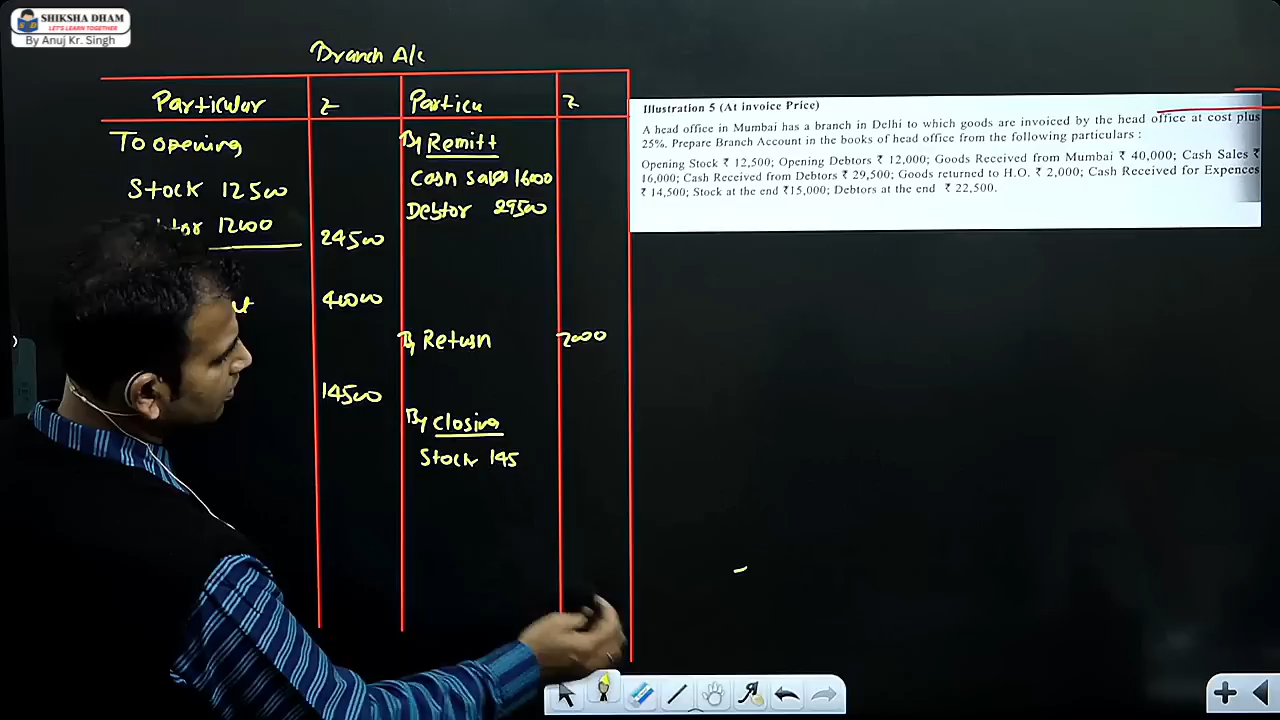 SHIKSHA DHAM
LET'S LEARN TOGETHER
By Anuj Kr. Singh
Branch A/c
Particular ₹ Particu ₹
To opening
Stock 12500
12000
24500
40000
14500
By Remitt
Cash sales 16000
Debtor 29500
By Return 2000
By Closing
Stock 145
Illustration 5 (At invoice Price)
A head office in Mumbai has a branch in Delhi to which goods are invoiced by the head office at cost plus
25%. Prepare Branch Account in the books of head office from the following particulars :
Opening Stock ₹ 12,500; Opening Debtors ₹ 12,000; Goods Received from Mumbai ₹ 40,000; Cash Sales ₹
16,000; Cash Received from Debtors ₹ 29,500; Goods returned to H.O. ₹ 2,000; Cash Received for Expences
₹ 14,500; Stock at the end ₹15,000; Debtors at the end ₹ 22,500.